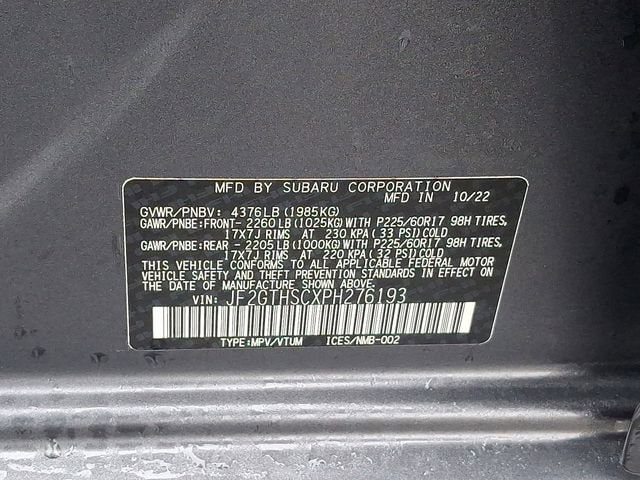 MFD BY SUBARU CORPORATION
MFD IN 10/22
GVWR/PNBV: 4376LB(1985KG)
GAWR/PNBE:FRONT- 2260LB(1025KG)WITH P225/60R17 98H TIRES,
17X7J RIMS AT 230 KPA(33 PSI)COLD
GAWR/PNBE:REAR - 2205LB(1000KG)WITH P225/60R17 98H TIRES,
17X7J RIMS AT 220 KPA(32 PSI)COLD
THIS VEHICLE CONFORMS TO ALL APPLICABLE FEDERAL MOTOR
VEHICLE SAFETY AND THEFT PREVENTION STANDARDS IN EFFECT
ON THE DATE OF MANUFACTURE SHOWN ABOVE.
VIN: JF2GTHSCXPH276193
TYPE:MPV/VTUM ICES/NMB-002